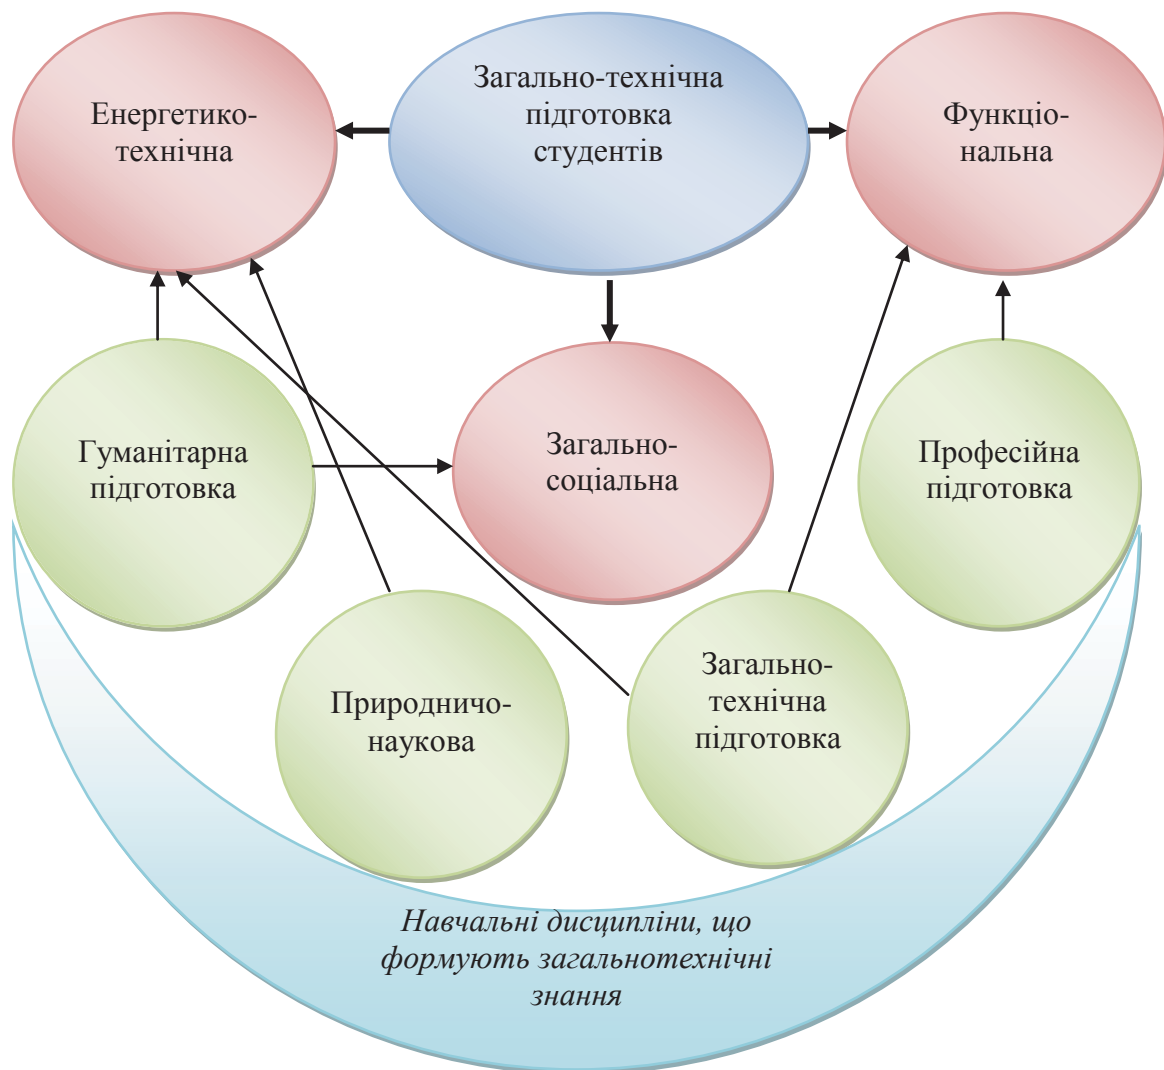 Енергетико-
технічна
Загально-технічна
підготовка
студентів
Функціо-
нальна
Гуманітарна
підготовка
Загально-
соціальна
Професійна
підготовка
Природничо-
наукова
Загально-
технічна
підготовка
Навчальні дисципліни, що
формують загальнотехнічні
знання